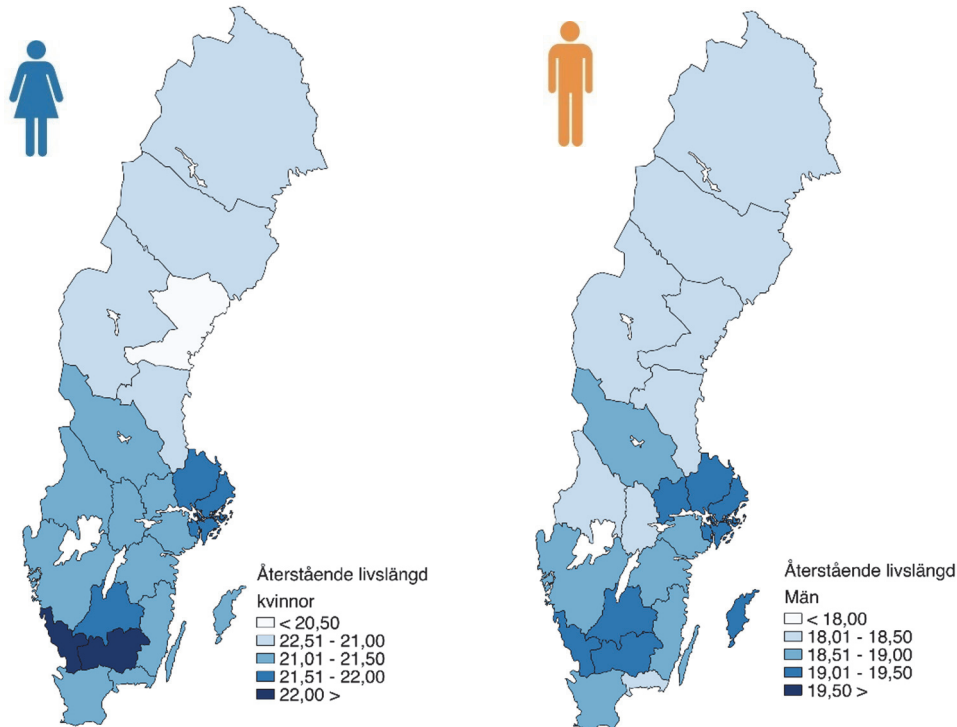 Återstående livslängd
kvinnor
< 20,50
22,51 - 21,00
21,01 - 21,50
21,51 - 22,00
22,00 >
Återstående livslängd
Män
< 18,00
18,01 - 18,50
18,51 - 19,00
19,01 - 19,50
19,50 >